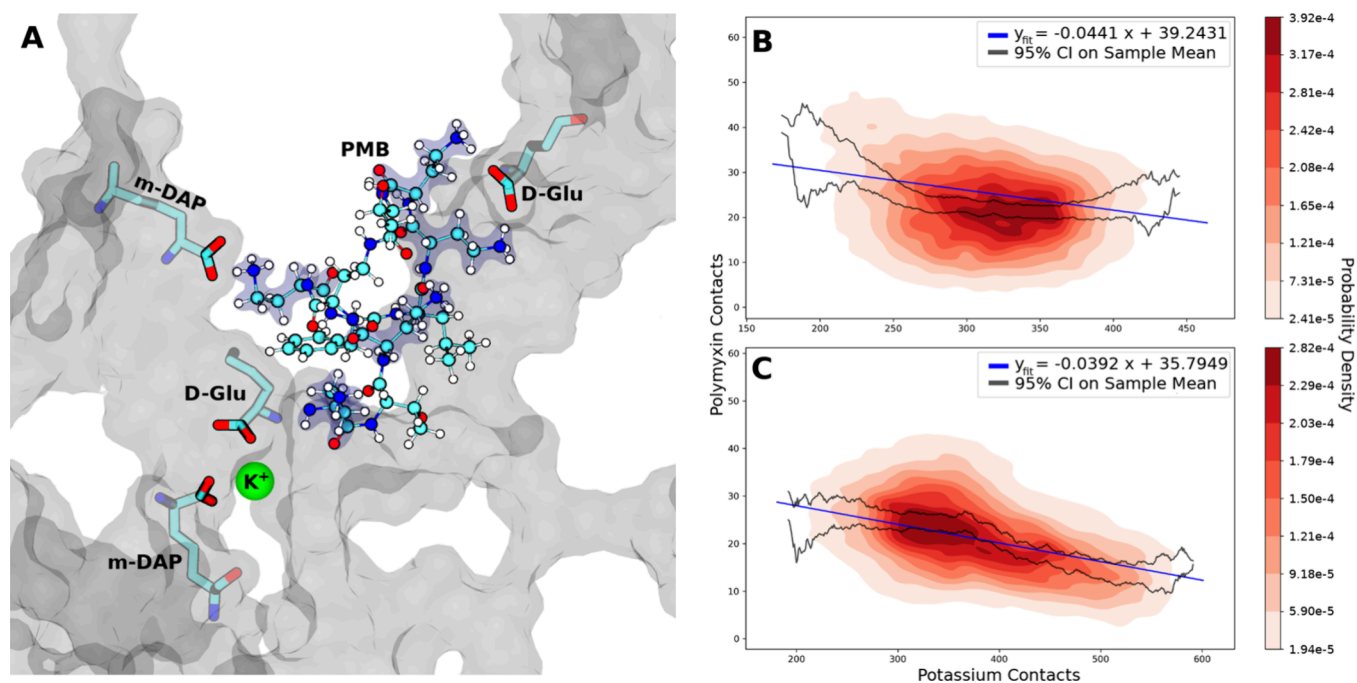 A
PMB
m-DAP
D-Glu
D-Glu
K+
m-DAP
B
y_fit = -0.0441 x + 39.2431
95% CI on Sample Mean
60
50
40
30
20
10
0
150 200 250 300 350 400 450
3.92e-4
3.17e-4
2.81e-4
2.42e-4
2.08e-4
1.65e-4
1.21e-4
7.31e-5
2.41e-5
Polymyxin Contacts
Probability Density
C
y_fit = -0.0392 x + 35.7949
95% CI on Sample Mean
60
50
40
30
20
10
0
200 300 400 500 600
Potassium Contacts
2.82e-4
2.29e-4
2.03e-4
1.79e-4
1.50e-4
1.21e-4
9.18e-5
5.90e-5
1.94e-5